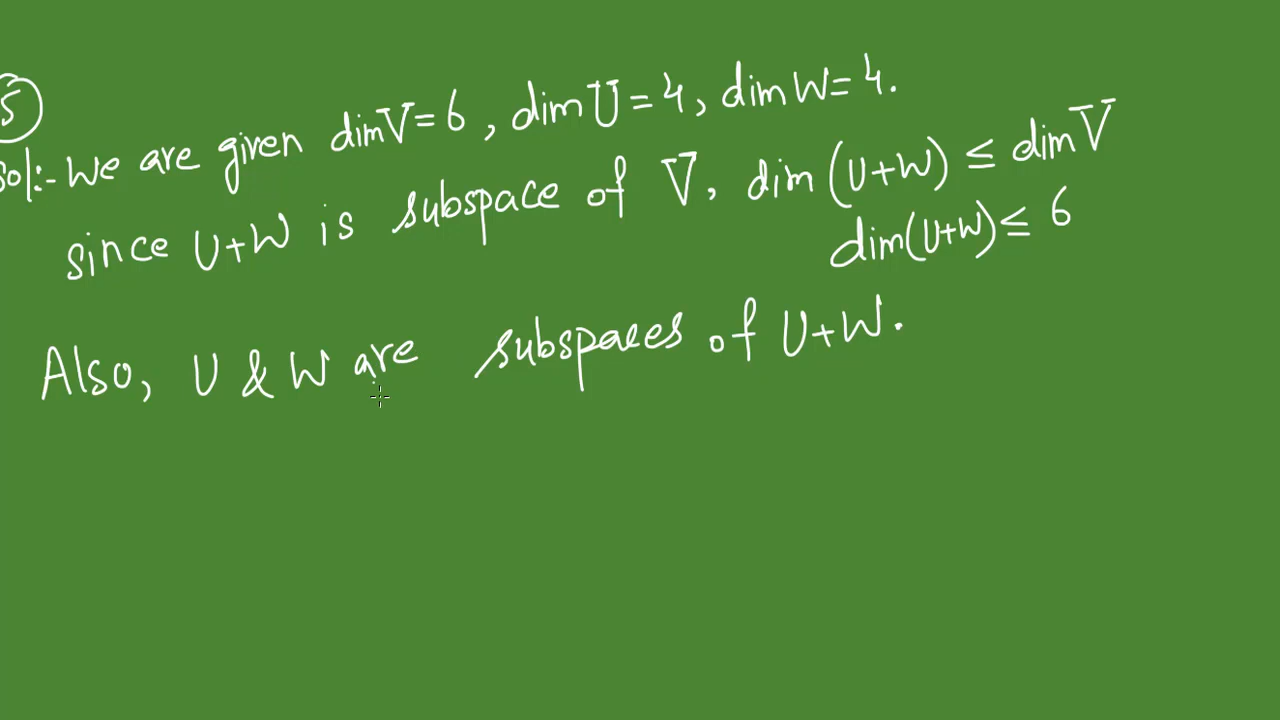 5
Sol:- We are given dim V = 6, dim U = 4, dim W = 4.
since U+W is subspace of V, dim (U+W) ≤ dim V
dim(U+W) ≤ 6
Also, U & W are subspaces of U+W.